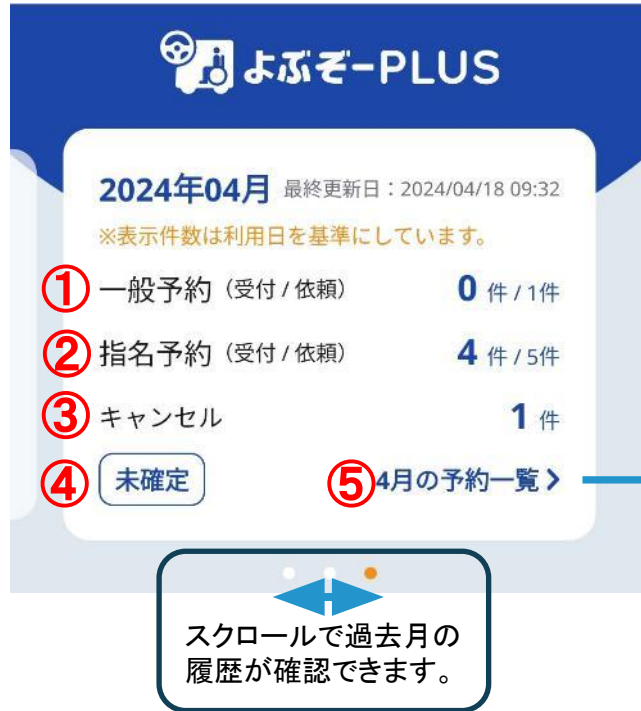 よぶぞーPLUS
2024年04月 最終更新日：2024/04/18 09:32
※表示件数は利用日を基準にしています。
① 一般予約（受付 / 依頼） 0 件 / 1件
② 指名予約（受付 / 依頼） 4 件 / 5件
③ キャンセル 1 件
④ 未確定 ⑤ 4月の予約一覧 >
スクロールで過去月の
履歴が確認できます。